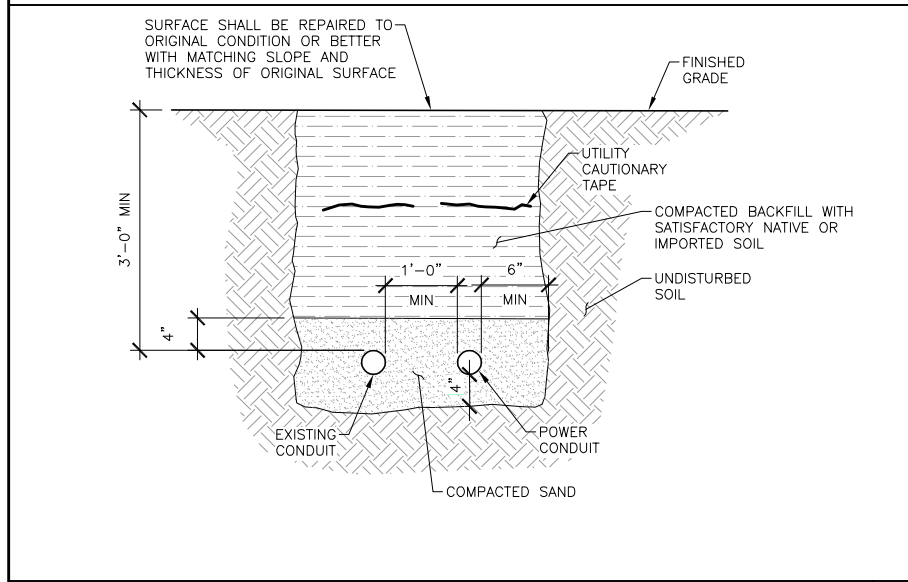 SURFACE SHALL BE REPAIRED TO
ORIGINAL CONDITION OR BETTER
WITH MATCHING SLOPE AND
THICKNESS OF ORIGINAL SURFACE
FINISHED
GRADE
UTILITY
CAUTIONARY
TAPE
COMPACTED BACKFILL WITH
SATISFACTORY NATIVE OR
IMPORTED SOIL
3'-0" MIN
1'-0"
MIN
6"
MIN
UNDISTURBED
SOIL
4"
4"
EXISTING
CONDUIT
POWER
CONDUIT
COMPACTED SAND